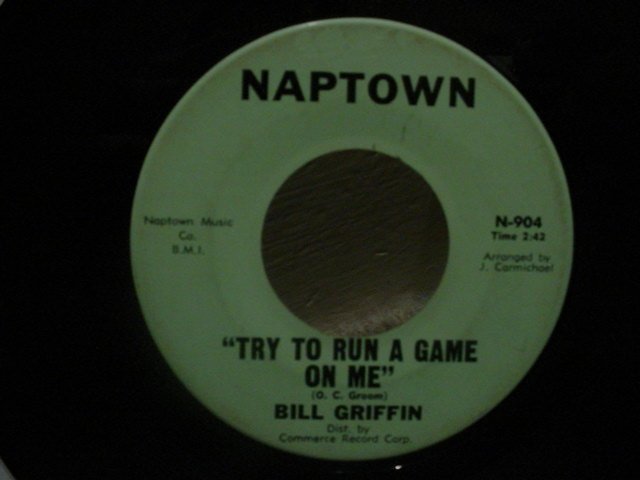 NAPTOWN
Naptown Music
Co.
B.M.I.
N-904
Time 2:42
Arranged by
J. Carmichael
"TRY TO RUN A GAME
ON ME"
(O. C. Groom)
BILL GRIFFIN
Dist. by
Commerce Record Corp.